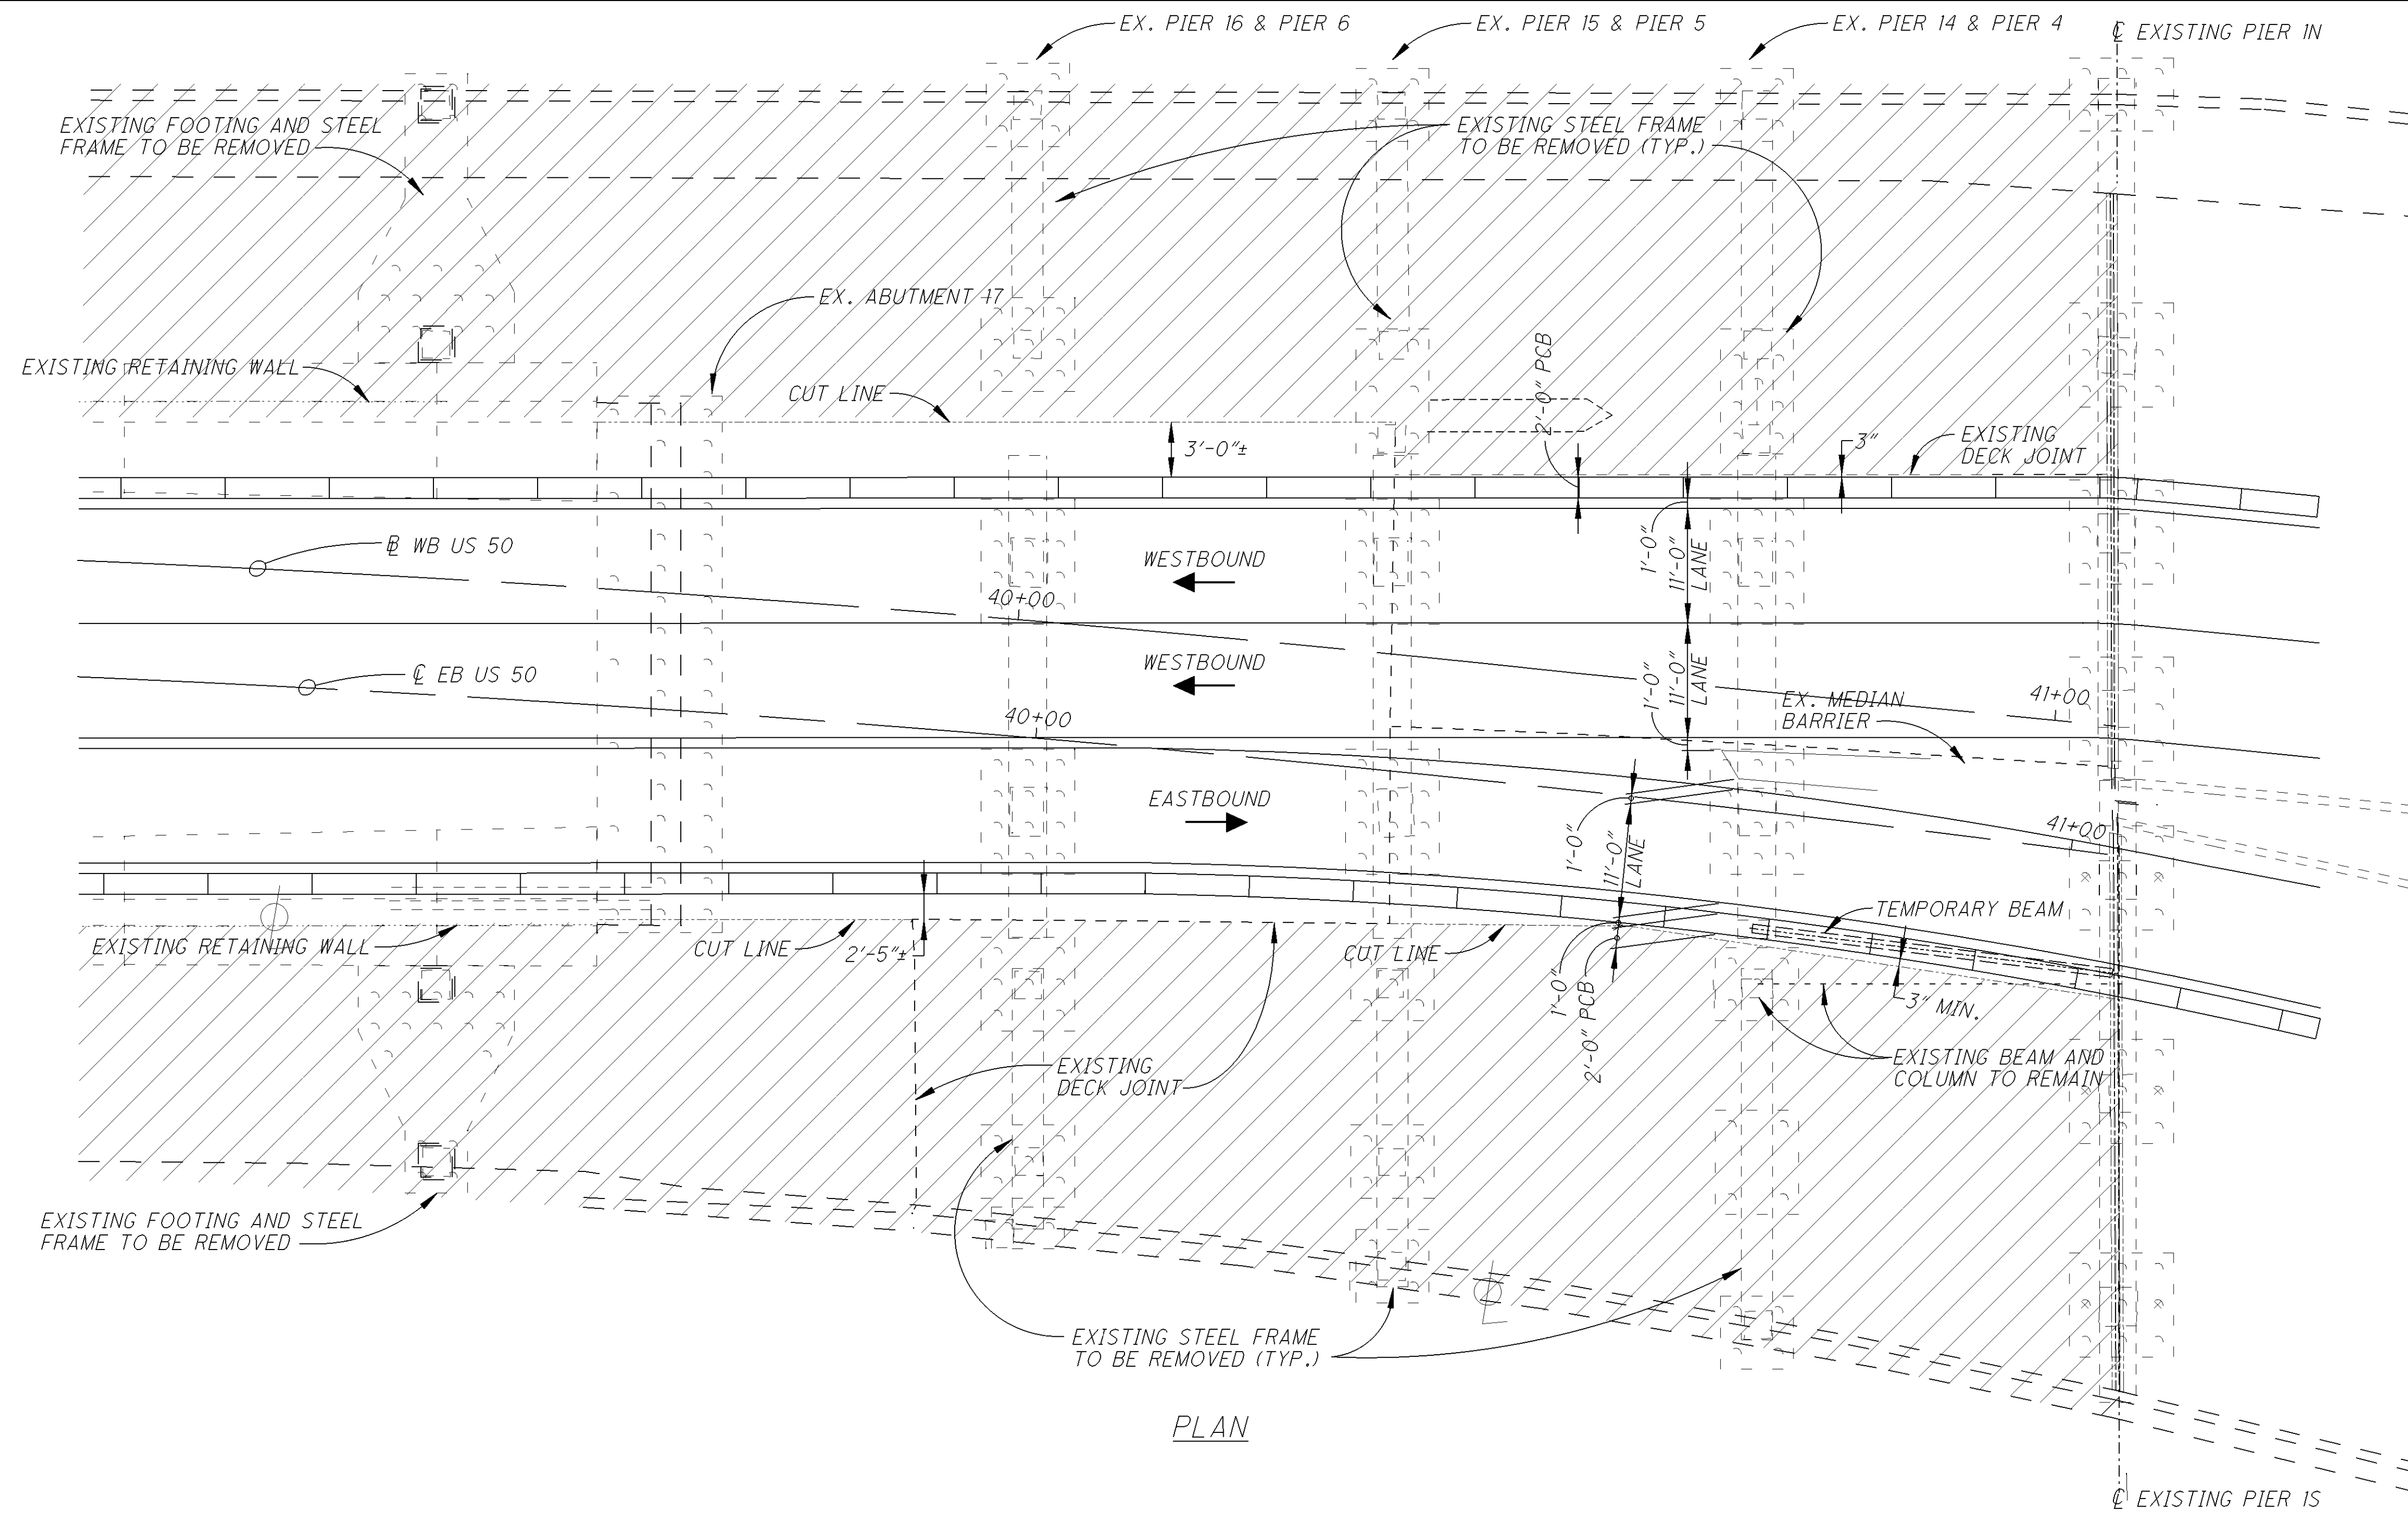 EX. PIER 16 & PIER 6
EX. PIER 15 & PIER 5
EX. PIER 14 & PIER 4
℄ EXISTING PIER 1N
EXISTING FOOTING AND STEEL
FRAME TO BE REMOVED
EXISTING STEEL FRAME
TO BE REMOVED (TYP.)
EX. ABUTMENT 17
EXISTING RETAINING WALL
CUT LINE
2'-0" PCB
3'-0"±
3"
EXISTING
DECK JOINT
B WB US 50
WESTBOUND
1'-0"
11'-0"
LANE
40+00
℄ EB US 50
WESTBOUND
1'-0"
11'-0"
LANE
EX. MEDIAN
BARRIER
41+00
40+00
EASTBOUND
1'-0"
11'-0"
LANE
41+00
TEMPORARY BEAM
EXISTING RETAINING WALL
CUT LINE
2'-5"±
CUT LINE
1'-0"
2'-0" PCB
3" MIN.
EXISTING
DECK JOINT
EXISTING BEAM AND
COLUMN TO REMAIN
EXISTING FOOTING AND STEEL
FRAME TO BE REMOVED
EXISTING STEEL FRAME
TO BE REMOVED (TYP.)
PLAN
℄ EXISTING PIER 1S